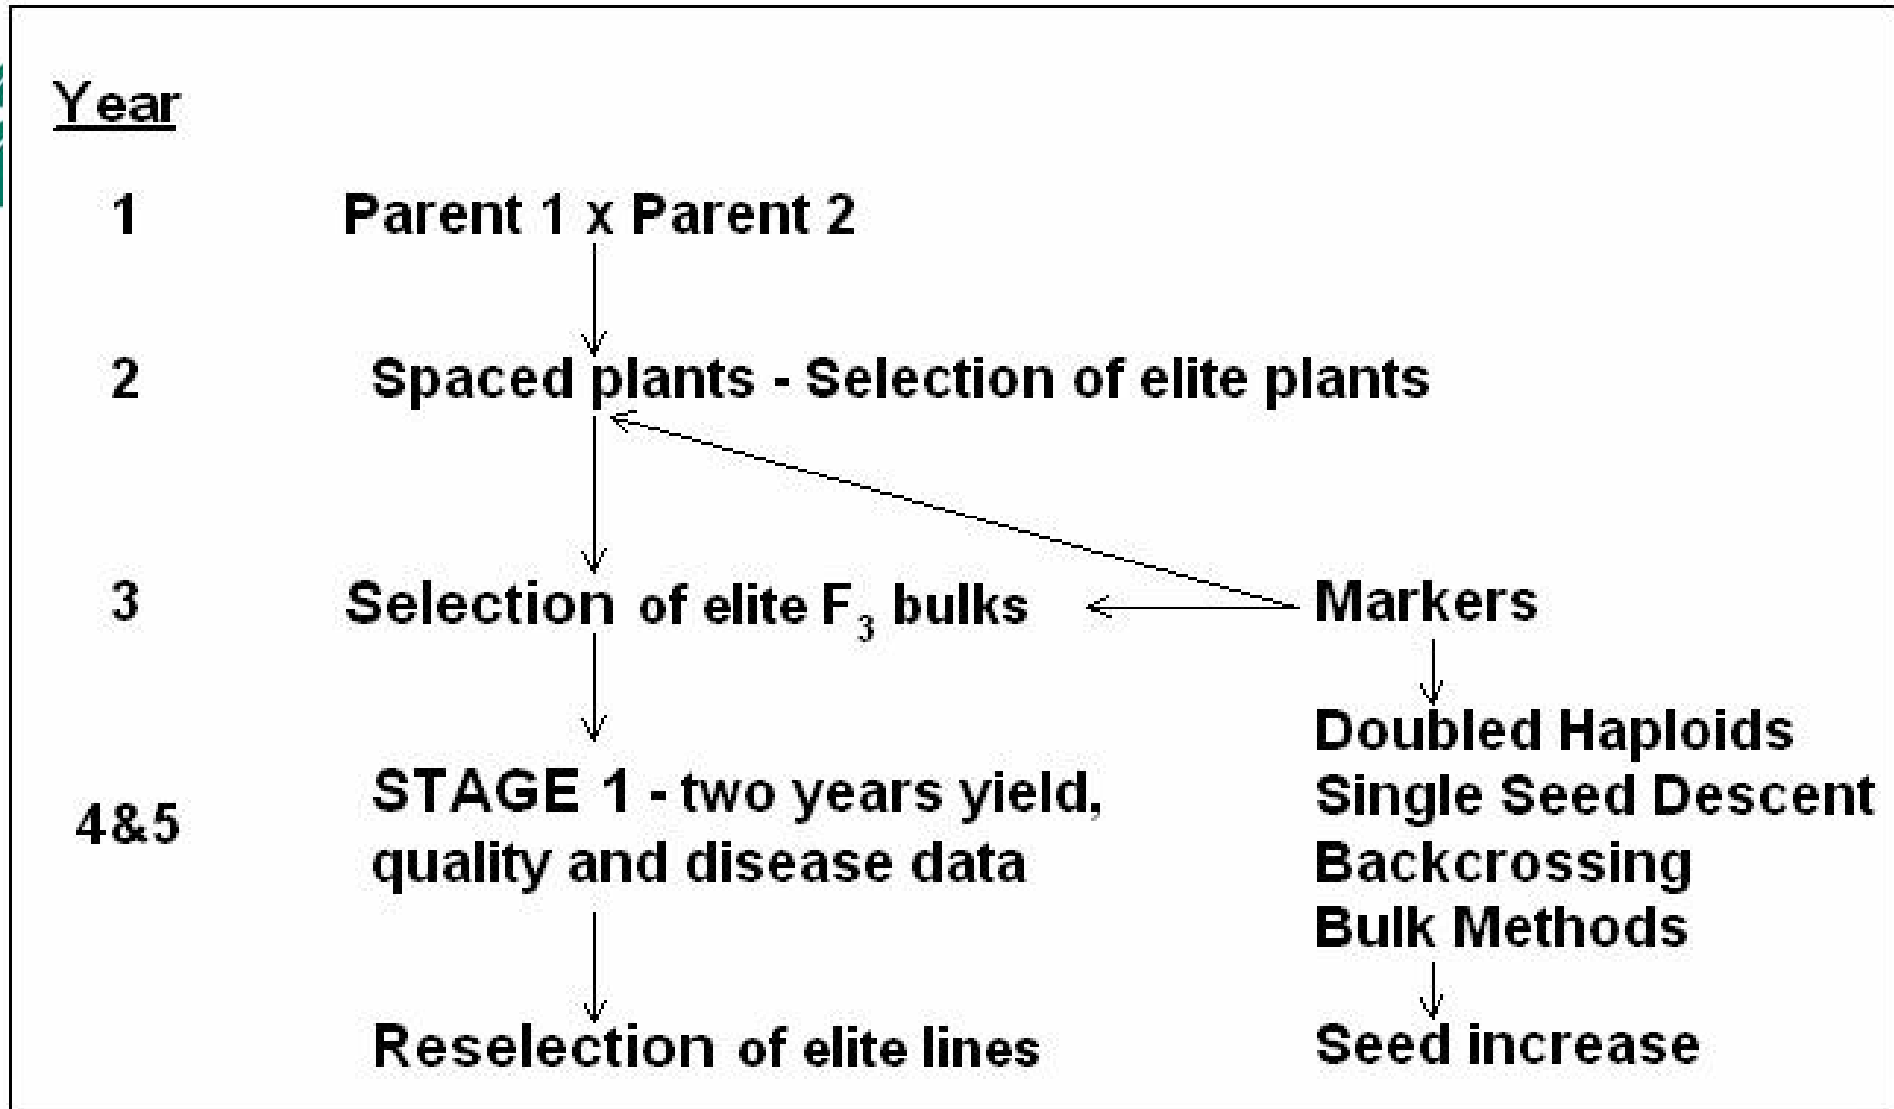 Year
1 Parent 1 x Parent 2
2 Spaced plants - Selection of elite plants
3 Selection of elite F₃ bulks Markers
4&5 STAGE 1 - two years yield,
quality and disease data
Reselection of elite lines
Doubled Haploids
Single Seed Descent
Backcrossing
Bulk Methods
Seed increase